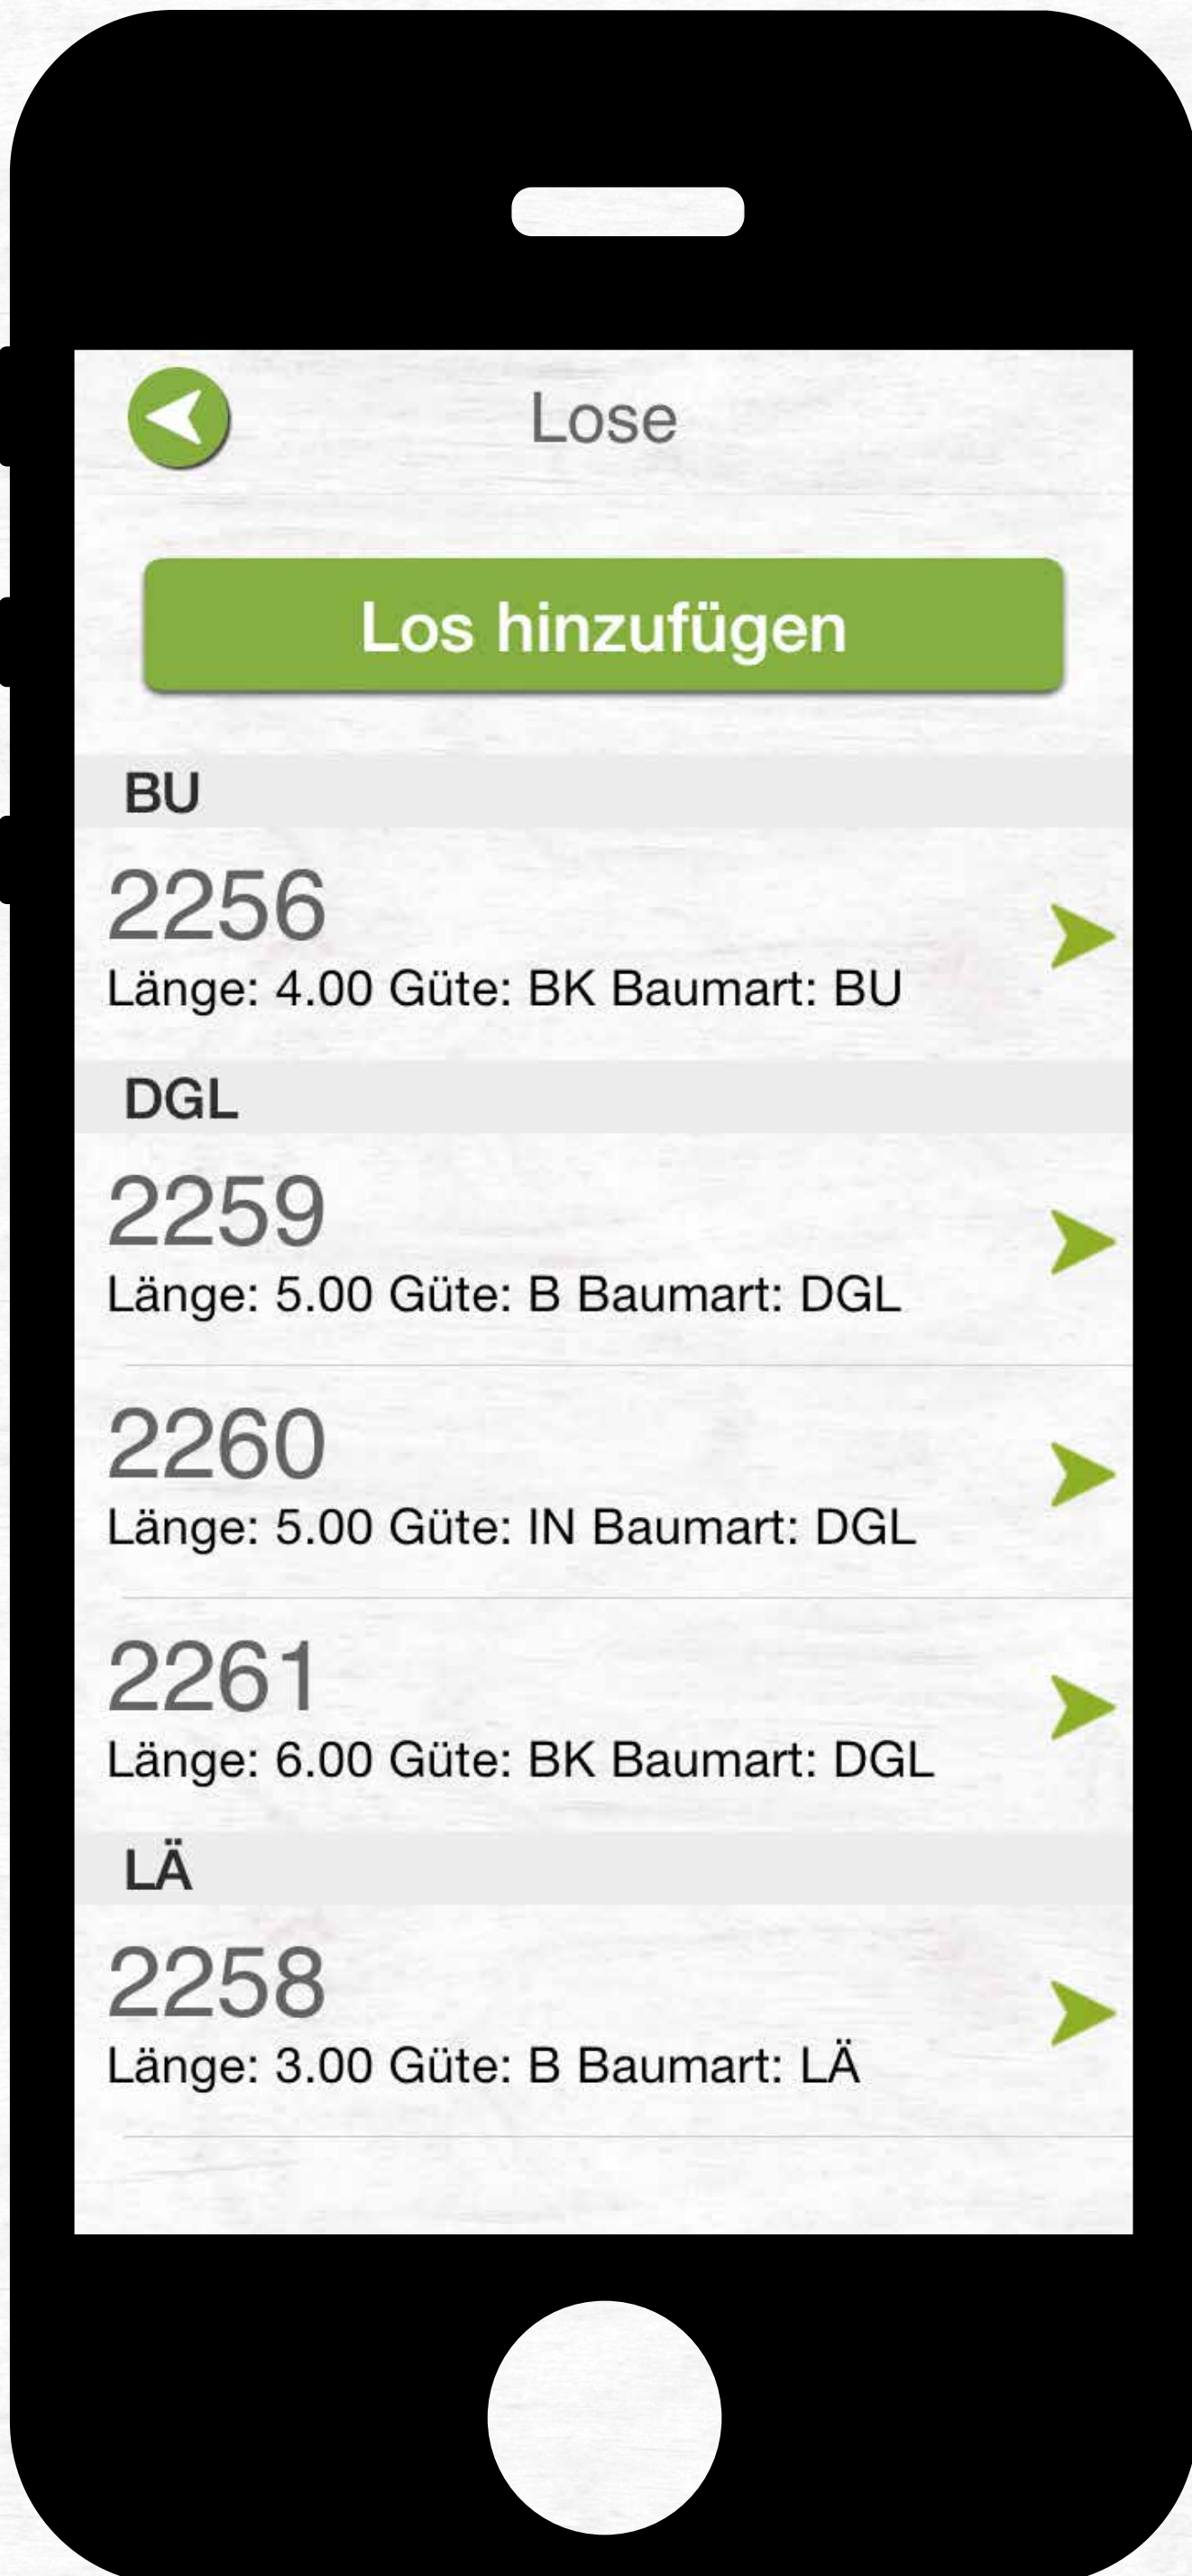 Lose
Los hinzufügen
BU
2256
Länge: 4.00 Güte: BK Baumart: BU
DGL
2259
Länge: 5.00 Güte: B Baumart: DGL
2260
Länge: 5.00 Güte: IN Baumart: DGL
2261
Länge: 6.00 Güte: BK Baumart: DGL
LÄ
2258
Länge: 3.00 Güte: B Baumart: LÄ